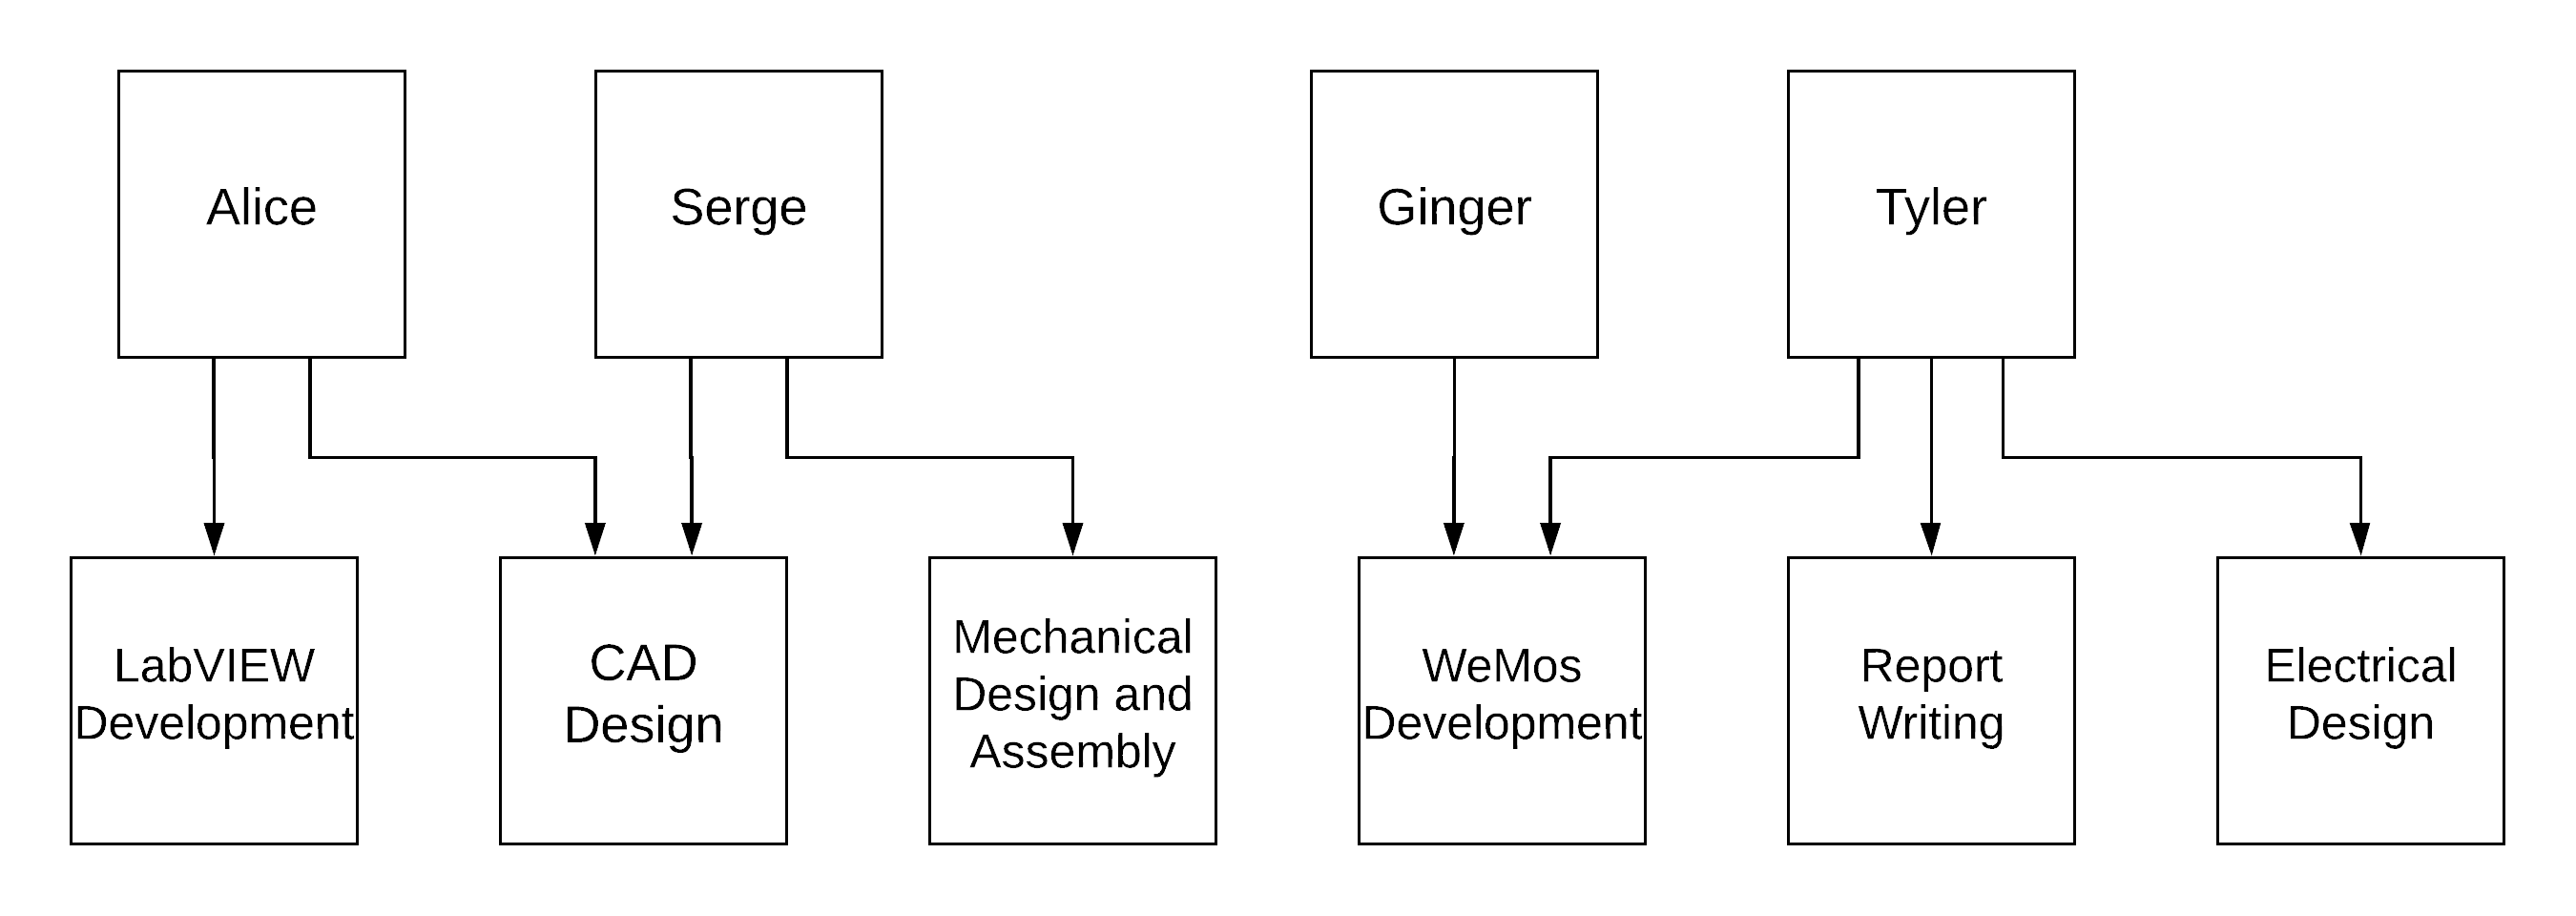 Alice
Serge
Ginger
Tyler
LabVIEW
Development
CAD
Design
Mechanical
Design and
Assembly
WeMos
Development
Report
Writing
Electrical
Design